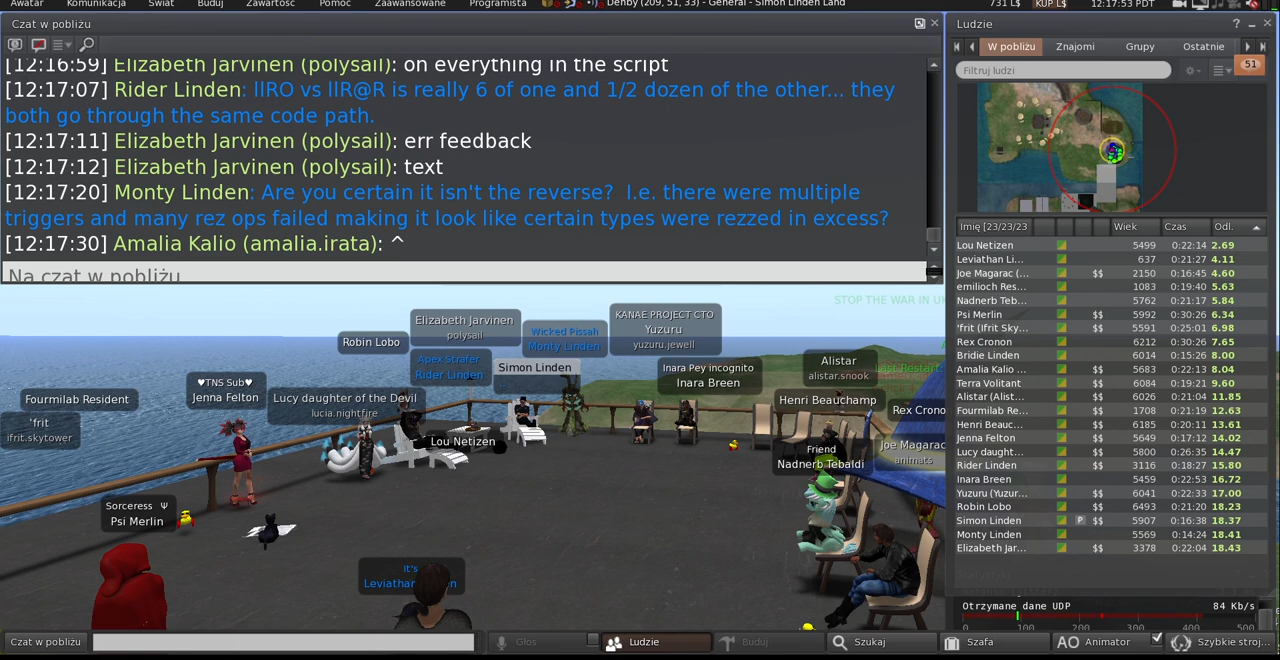 Awatar Komunikacja Świat Buduj Zawartość Pomoc Zaawansowane Programista Denby (209, 51, 33) - General - Simon Linden Land 731 L$ KUP L$ 12:17:53 PDT
Czat w pobliżu
[12:16:59] Elizabeth Jarvinen (polysail): on everything in the script
[12:17:07] Rider Linden: llRO vs llR@R is really 6 of one and 1/2 dozen of the other... they
both go through the same code path.
[12:17:11] Elizabeth Jarvinen (polysail): err feedback
[12:17:12] Elizabeth Jarvinen (polysail): text
[12:17:20] Monty Linden: Are you certain it isn't the reverse?  I.e. there were multiple
triggers and many rez ops failed making it look like certain types were rezzed in excess?
[12:17:30] Amalia Kalio (amalia.irata): ^
Na czat w pobliżu
STOP THE WAR IN UK
KANAE PROJECT CTO
Yuzuru
yuzuru.jewell
Elizabeth Jarvinen
polysail
Wicked Pissah
Monty Linden
Robin Lobo
Apex Strafer
Rider Linden
Simon Linden
Inara Pey incognito
Inara Breen
Alistar
alistar.snook
Last Restart:
♥TNS Sub♥
Jenna Felton
Fourmilab Resident
Lucy daughter of the Devil
lucia.nightfire
Henri Beauchamp
Rex Crono
'frit
ifrit.skytower
Lou Netizen
Joe Magarac
animats
Friend
Nadnerb Tebaldi
Sorceress Ψ
Psi Merlin
It's
Leviathan
Ludzie
? _ ×
W pobliżu Znajomi Grupy Ostatnie
51
Filtruj ludzi
Imię [23/23/23 Wiek Czas Odl.
Lou Netizen 5499 0:22:14 2.69
Leviathan Li... 637 0:21:27 4.11
Joe Magarac (... $$ 2150 0:16:45 4.60
emilioch Res... 1083 0:19:40 5.63
Nadnerb Teb... 5762 0:21:17 5.84
Psi Merlin $$ 5992 0:30:26 6.34
'frit (Ifrit Sky... $$ 5591 0:25:01 6.98
Rex Cronon 6212 0:30:26 7.65
Bridie Linden 6014 0:15:26 8.00
Amalia Kalio ... $$ 5683 0:22:13 8.04
Terra Volitant $$ 6084 0:19:21 9.60
Alistar (Alist... $$ 6026 0:21:04 11.85
Fourmilab Re... $$ 1708 0:21:19 12.63
Henri Beauc... $$ 6185 0:20:11 13.61
Jenna Felton $$ 5649 0:17:12 14.02
Lucy daught... $$ 5800 0:26:35 14.47
Rider Linden $$ 3116 0:18:27 15.80
Inara Breen 5459 0:22:53 16.72
Yuzuru (Yuzur... $$ 6041 0:22:33 17.00
Robin Lobo $$ 6493 0:21:20 18.23
Simon Linden P $$ 5907 0:16:38 18.37
Monty Linden 5569 0:14:24 18.41
Elizabeth Jar... $$ 3378 0:22:04 18.43
Otrzymane dane UDP 84 Kb/s
0 100 200 300 400 500
Czat w pobliżu Głos Ludzie Buduj Szukaj Szafa AO Animator Szybkie stroj...